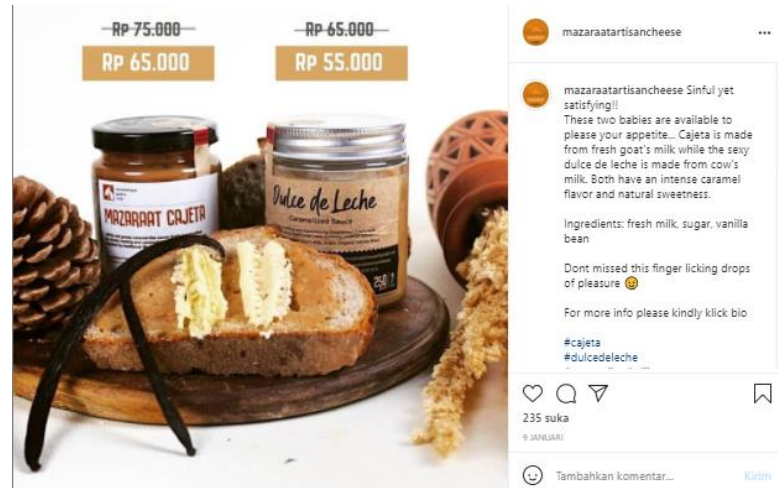 Rp 75.000
Rp 65.000
Rp 65.000
Rp 55.000
MAZARAAT CAJETA
Dulce de Leche
Caramelized Sauce
250
mazaraatartisancheese
mazaraatartisancheese Sinful yet
satisfying!!
These two babies are available to
please your appetite... Cajeta is made
from fresh goat's milk while the sexy
dulce de leche is made from cow's
milk. Both have an intense caramel
flavor and natural sweetness.
Ingredients: fresh milk, sugar, vanilla
bean
Dont missed this finger licking drops
of pleasure
For more info please kindly klick bio
#cajeta
#dulcedeleche
235 suka
9 JANUARI
Tambahkan komentar...
Kirim